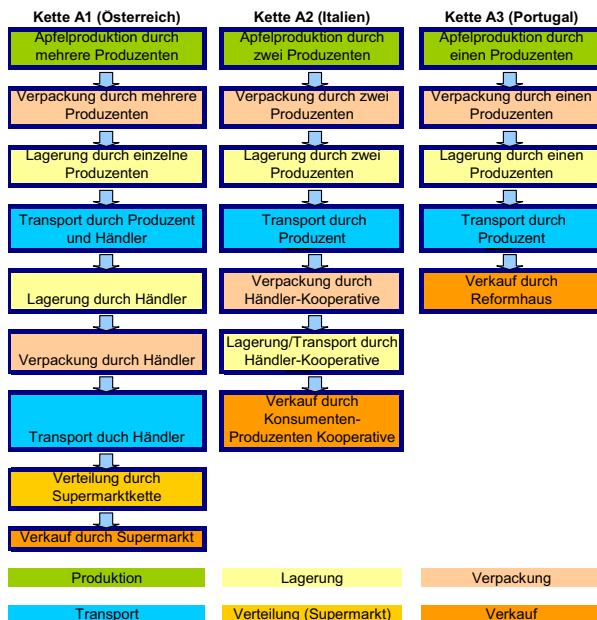 Kette A1 (Österreich)
Apfelproduktion durch
mehrere Produzenten
Verpackung durch mehrere
Produzenten
Lagerung durch einzelne
Produzenten
Transport durch Produzent
und Händler
Lagerung durch Händler
Verpackung durch Händler
Transport duch Händler
Verteilung durch
Supermarktkette
Verkauf durch Supermarkt
Kette A2 (Italien)
Apfelproduktion durch
zwei Produzenten
Verpackung durch zwei
Produzenten
Lagerung durch zwei
Produzenten
Transport durch
Produzent
Verpackung durch
Händler-Kooperative
Lagerung/Transport durch
Händler-Kooperative
Verkauf durch
Konsumenten-
Produzenten Kooperative
Kette A3 (Portugal)
Apfelproduktion durch
einen Produzenten
Verpackung durch einen
Produzenten
Lagerung durch einen
Produzenten
Transport durch
Produzent
Verkauf durch
Reformhaus
Produktion
Lagerung
Verpackung
Transport
Verteilung (Supermarkt)
Verkauf